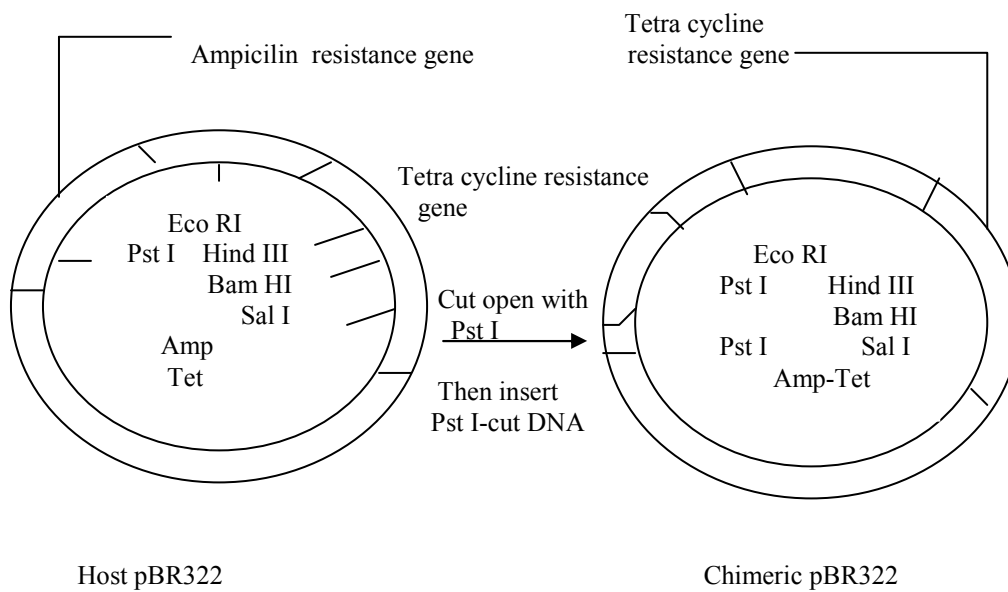 Ampicilin resistance gene
Tetra cycline
resistance gene
Tetra cycline resistance
gene
Eco RI
Pst I Hind III
Bam HI
Sal I
Amp
Tet
Cut open with
Pst I
Then insert
Pst I-cut DNA
Eco RI
Pst I Hind III
Bam HI
Pst I Sal I
Amp-Tet
Host pBR322
Chimeric pBR322